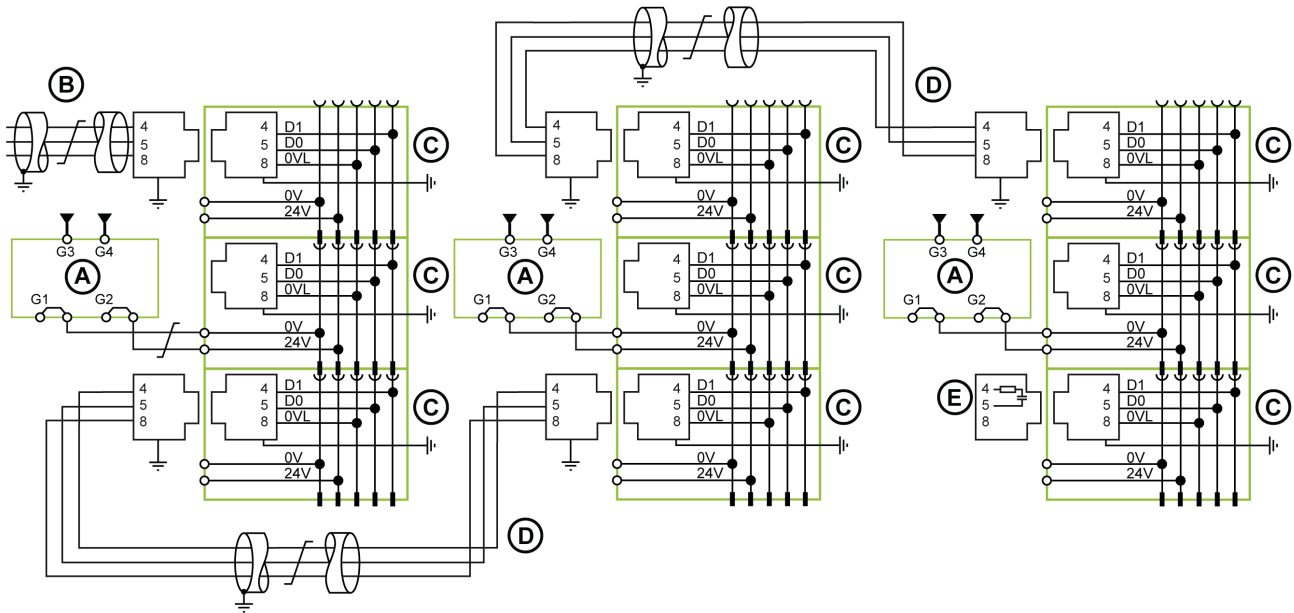 B
D
4 4 D1 C 4 4 D1 C 4 4 D1 C
5 5 D0 5 5 D0 5 5 D0
8 8 0VL 8 8 0VL 8 8 0VL
0V 0V 0V
24V 24V 24V
G3 G4 G3 G4 G3 G4
A 4 D1 C A 4 D1 C A 4 D1 C
5 D0 5 D0 5 D0
8 0VL 8 0VL 8 0VL
G1 G2 G1 G2 G1 G2
0V 0V 0V
24V 24V 24V
4 4 D1 4 4 D1 4 4 D1
5 5 D0 C 5 5 D0 C E 5 5 D0 C
8 8 0VL 8 8 0VL 8 8 0VL
0V 0V 0V
24V 24V 24V
D